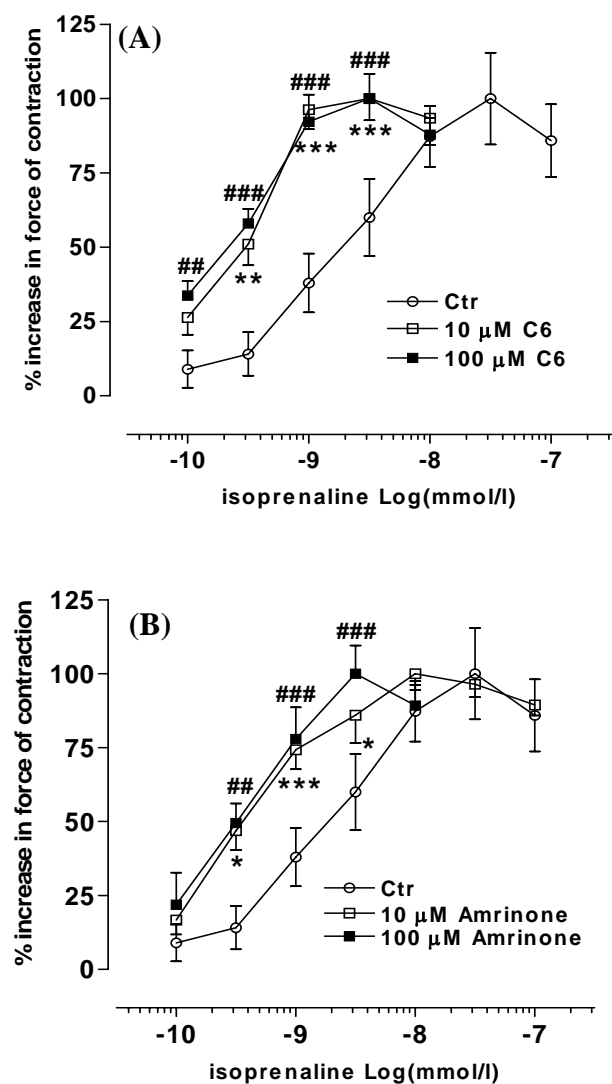 (A)
% increase in force of contraction
125
100
75
50
25
0
##
###
###
###
**
***
***
Ctr
10 μM C6
100 μM C6
-10 -9 -8 -7
isoprenaline Log(mmol/l)
(B)
% increase in force of contraction
125
100
75
50
25
0
##
###
###
*
***
*
Ctr
10 μM Amrinone
100 μM Amrinone
-10 -9 -8 -7
isoprenaline Log(mmol/l)